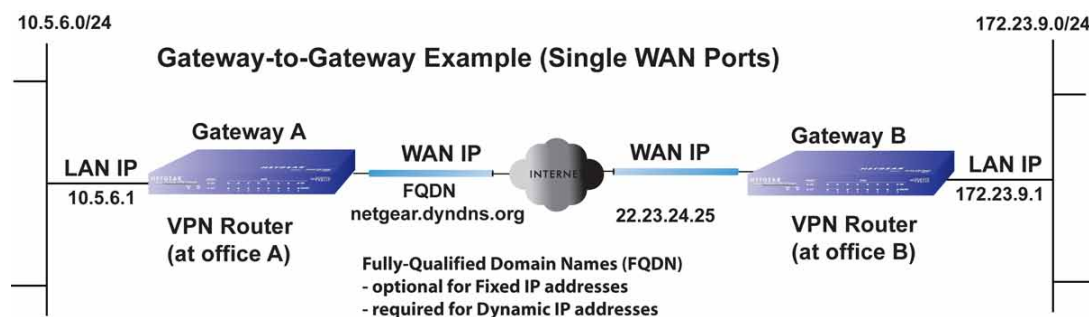 10.5.6.0/24
172.23.9.0/24
Gateway-to-Gateway Example (Single WAN Ports)
Gateway A
Gateway B
LAN IP
WAN IP
INTERNE
WAN IP
LAN IP
NETGEAR
NETGEAR
10.5.6.1
FQDN
netgear.dyndns.org
22.23.24.25
172.23.9.1
VPN Router
(at office A)
VPN Router
(at office B)
Fully-Qualified Domain Names (FQDN)
- optional for Fixed IP addresses
- required for Dynamic IP addresses